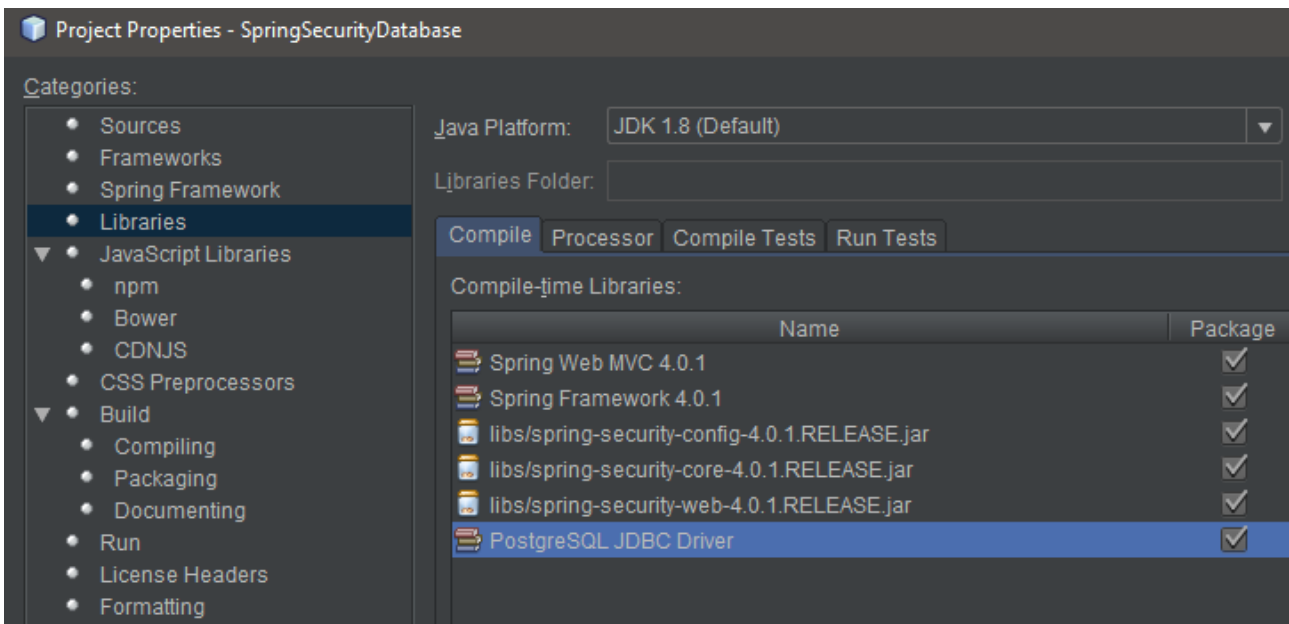 Project Properties - SpringSecurityDatabase
Categories:
Sources
Frameworks
Spring Framework
Libraries
JavaScript Libraries
npm
Bower
CDNJS
CSS Preprocessors
Build
Compiling
Packaging
Documenting
Run
License Headers
Formatting
Java Platform: JDK 1.8 (Default)
Libraries Folder:
Compile Processor Compile Tests Run Tests
Compile-time Libraries:
Name Package
Spring Web MVC 4.0.1
Spring Framework 4.0.1
libs/spring-security-config-4.0.1.RELEASE.jar
libs/spring-security-core-4.0.1.RELEASE.jar
libs/spring-security-web-4.0.1.RELEASE.jar
PostgreSQL JDBC Driver